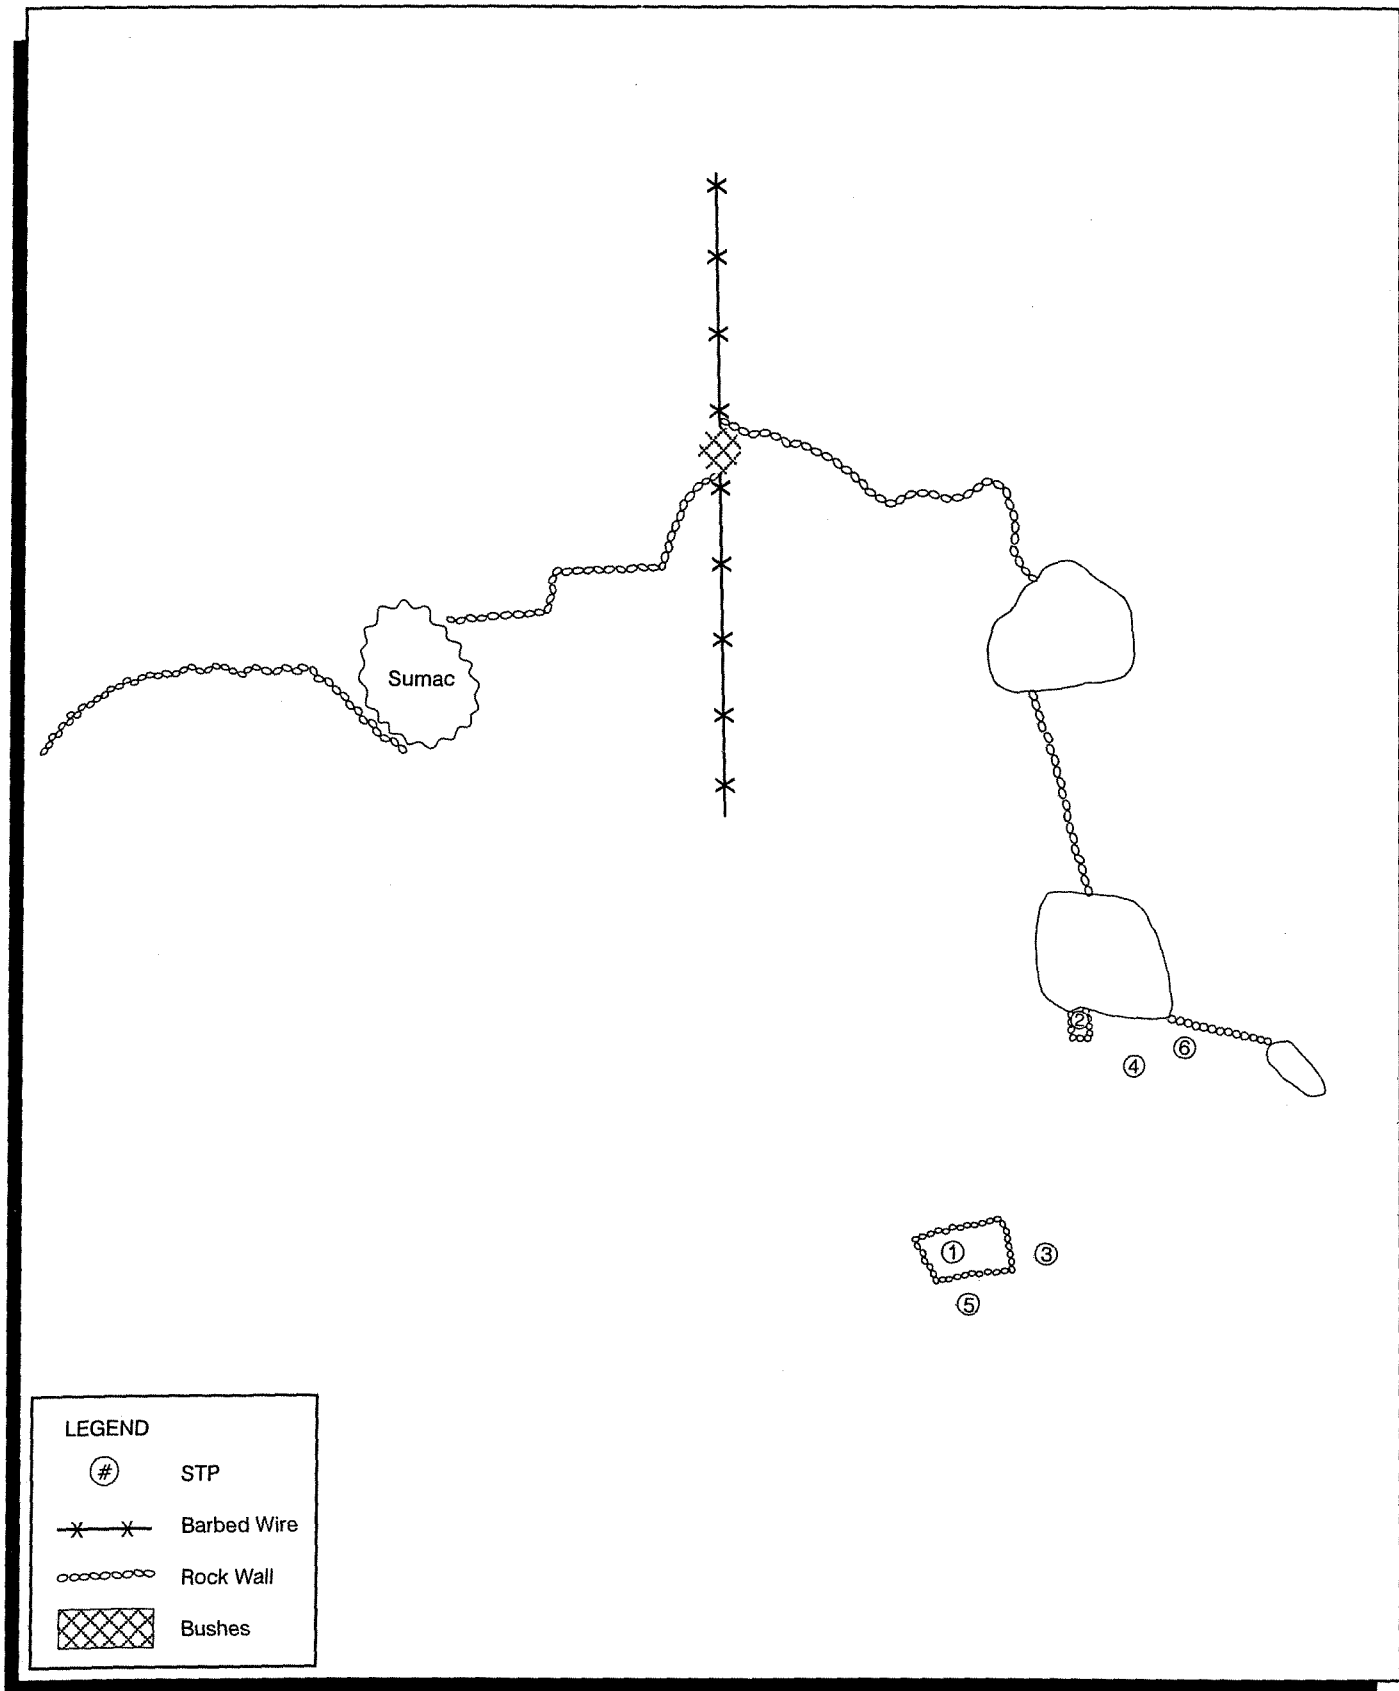 Sumac
②
⑥
④
①
③
⑤
LEGEND
# STP
Barbed Wire
Rock Wall
Bushes